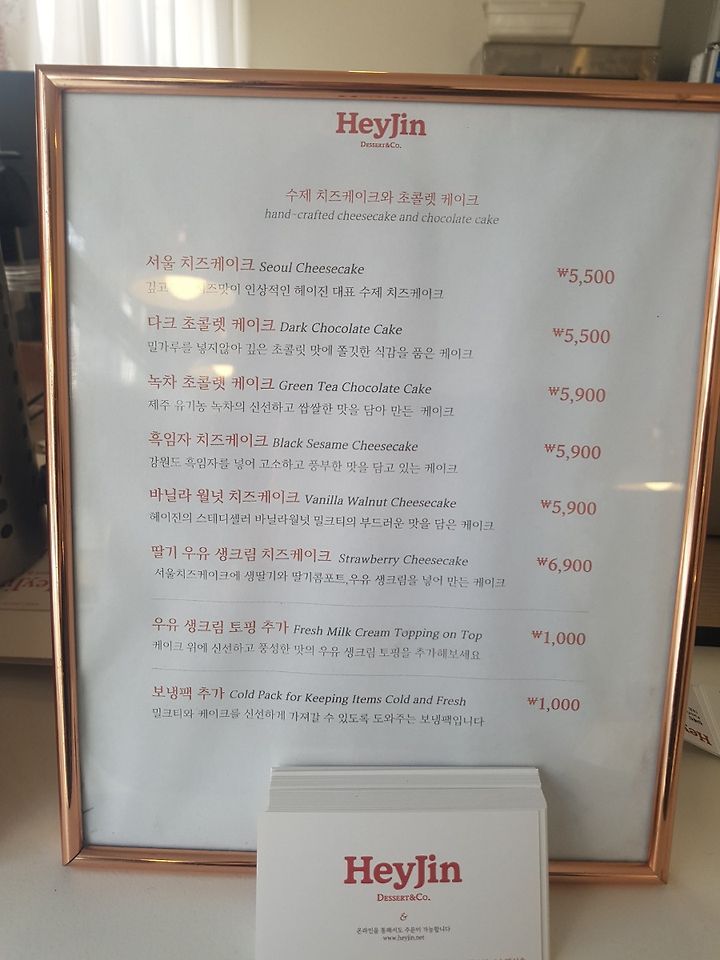 HeyJin
DESSERT&CO.
수제 치즈케이크와 초콜렛 케이크
hand-crafted cheesecake and chocolate cake
서울 치즈케이크 Seoul Cheesecake ₩5,500
인상적인 헤이진 대표 수제 치즈케이크
다크 초콜렛 케이크 Dark Chocolate Cake ₩5,500
밀가루를 넣지않아 깊은 초콜릿 맛에 쫄깃한 식감을 품은 케이크
녹차 초콜렛 케이크 Green Tea Chocolate Cake ₩5,900
제주 유기농 녹차의 신선하고 쌉쌀한 맛을 담아 만든 케이크
흑임자 치즈케이크 Black Sesame Cheesecake ₩5,900
강원도 흑임자를 넣어 고소하고 풍부한 맛을 담고 있는 케이크
바닐라 월넛 치즈케이크 Vanilla Walnut Cheesecake ₩5,900
헤이진의 스테디셀러 바닐라월넛 밀크티의 부드러운 맛을 담은 케이크
딸기 우유 생크림 치즈케이크 Strawberry Cheesecake ₩6,900
서울치즈케이크에 생딸기와 딸기콤포트,우유 생크림을 넣어 만든 케이크
우유 생크림 토핑 추가 Fresh Milk Cream Topping on Top ₩1,000
케이크 위에 신선하고 풍성한 맛의 우유 생크림 토핑을 추가해보세요
보냉팩 추가 Cold Pack for Keeping Items Cold and Fresh ₩1,000
밀크티와 케이크를 신선하게 가져갈 수 있도록 도와주는 보냉팩입니다
HeyJin
DESSERT&CO.
&
온라인을 통해서도 주문이 가능합니다
www.heyjin.net